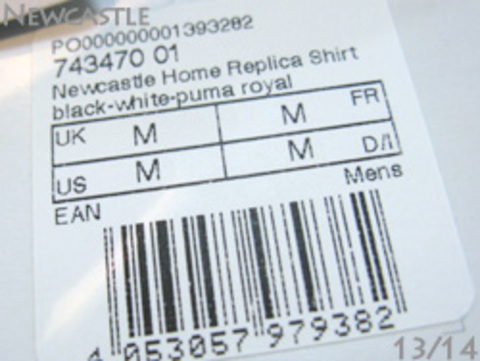 NEWCASTLE
PO000000001393282
743470 01
Newcastle Home Replica Shirt
black-white-puma royal
UK M M FR
US M M D/I
EAN Mens
4 053057 979382
13/14